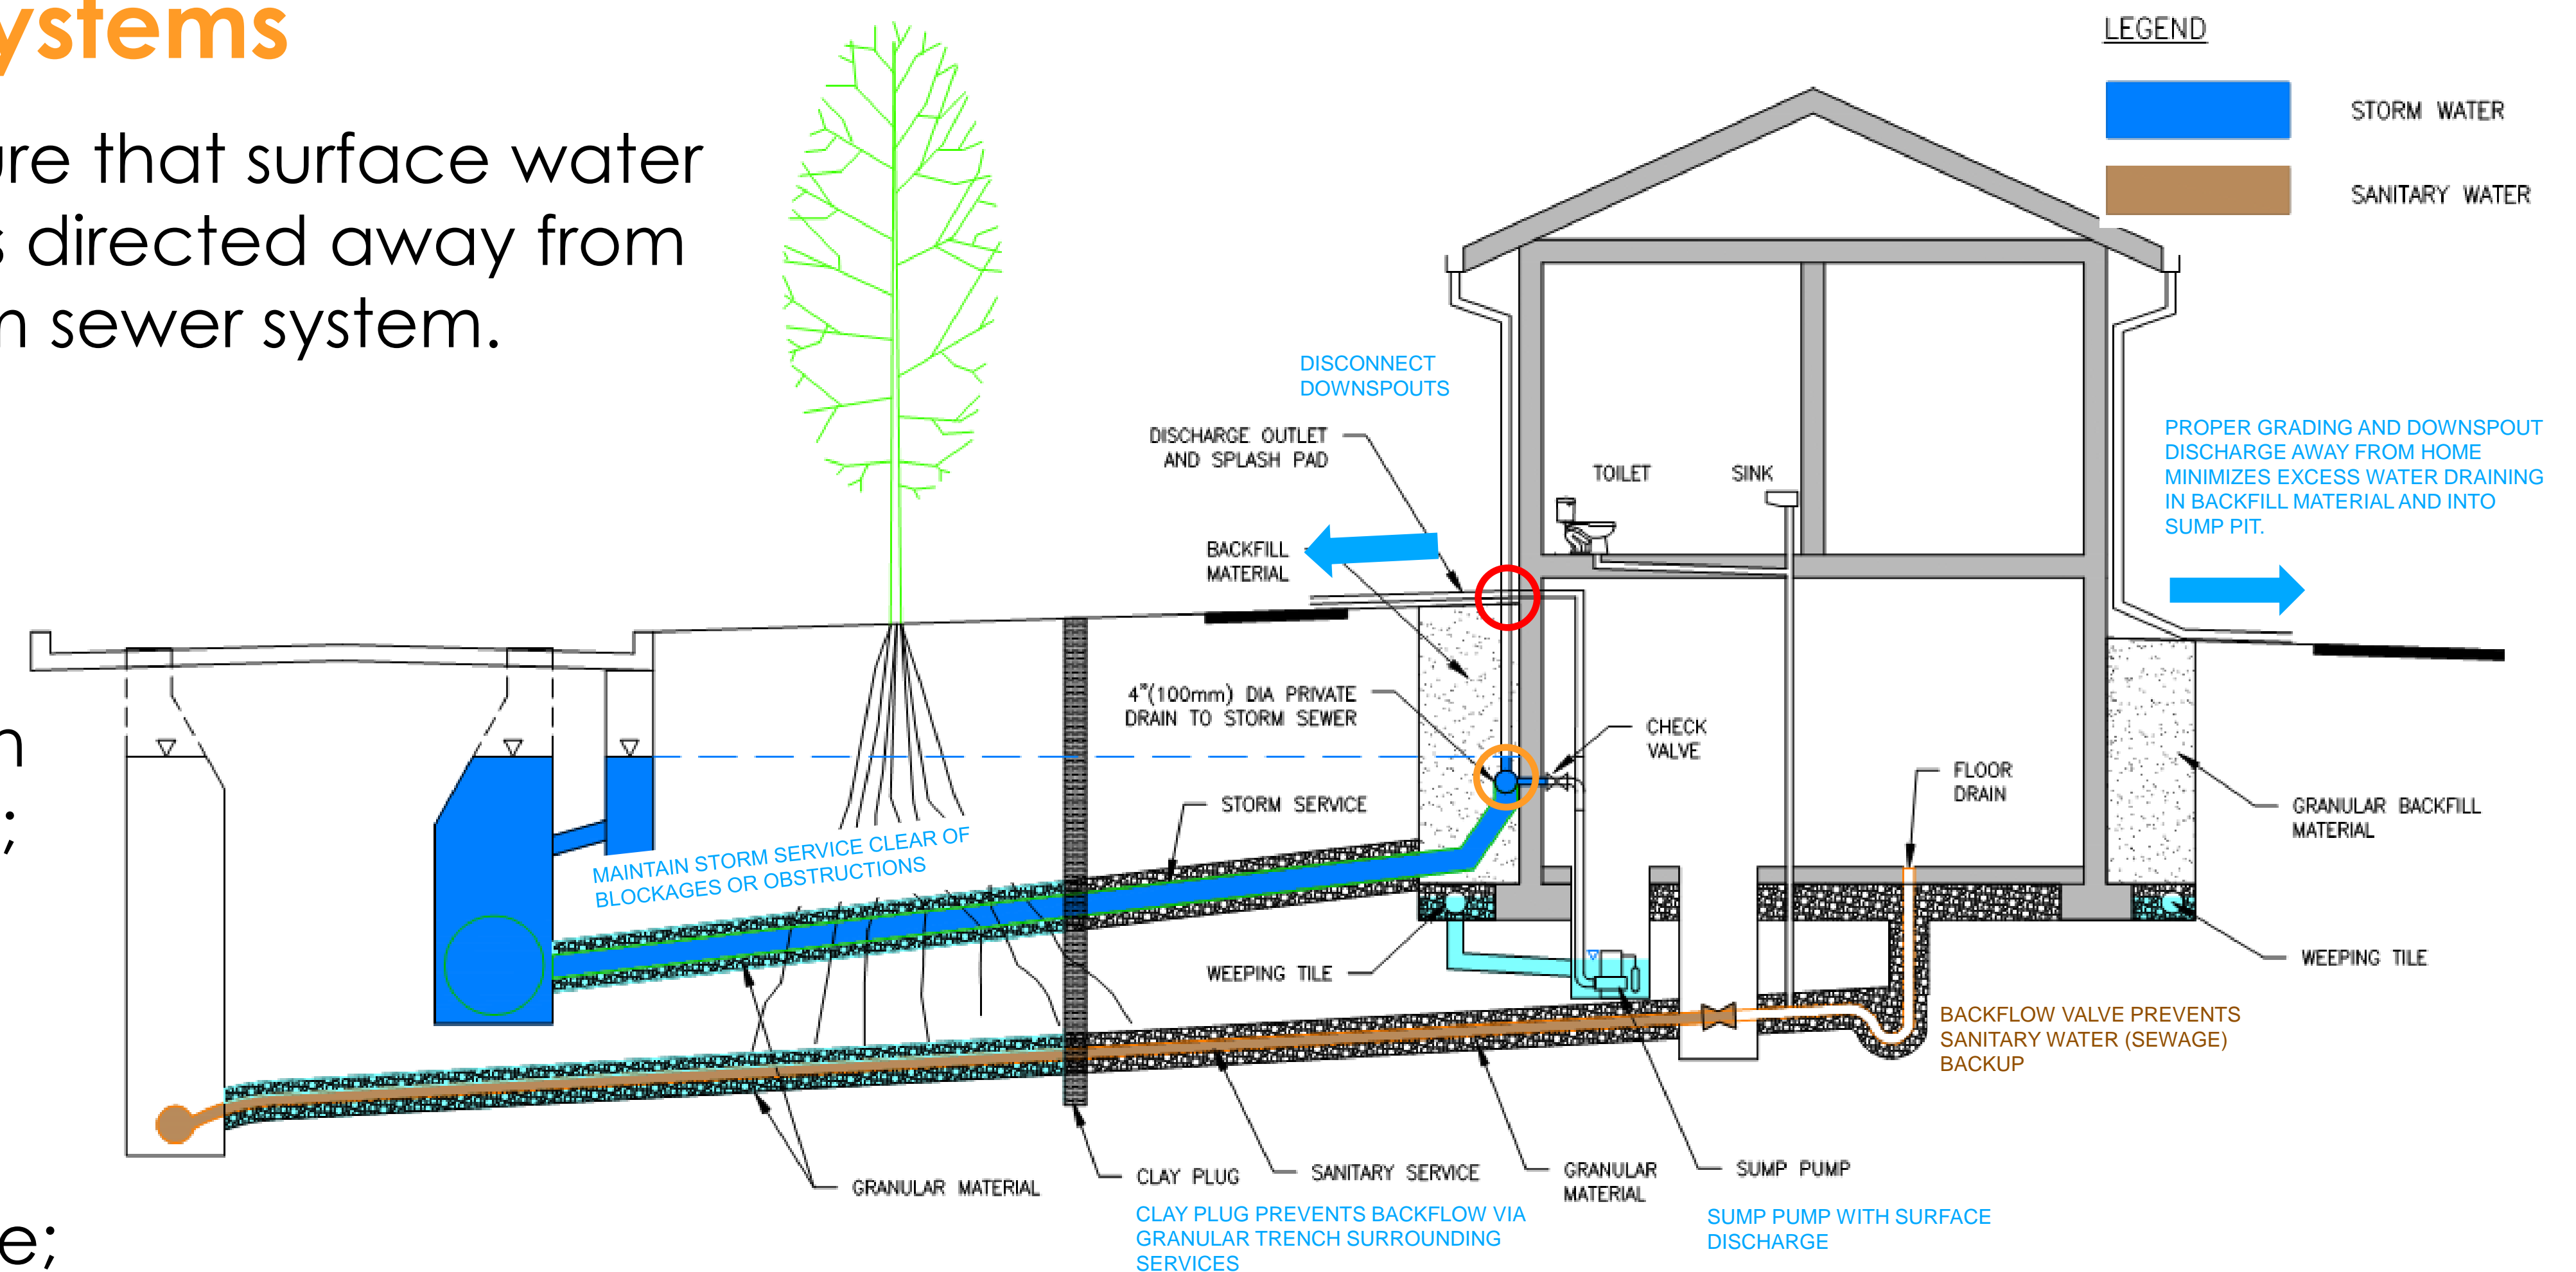 ystems
ure that surface water
s directed away from
m sewer system.
n
;
e;
LEGEND
STORM WATER
SANITARY WATER
DISCONNECT
DOWNSPOUTS
DISCHARGE OUTLET
AND SPLASH PAD
BACKFILL
MATERIAL
TOILET
SINK
PROPER GRADING AND DOWNSPOUT
DISCHARGE AWAY FROM HOME
MINIMIZES EXCESS WATER DRAINING
IN BACKFILL MATERIAL AND INTO
SUMP PIT.
4"(100mm) DIA PRIVATE
DRAIN TO STORM SEWER
CHECK
VALVE
FLOOR
DRAIN
STORM SERVICE
GRANULAR BACKFILL
MATERIAL
MAINTAIN STORM SERVICE CLEAR OF
BLOCKAGES OR OBSTRUCTIONS
WEEPING TILE
WEEPING TILE
BACKFLOW VALVE PREVENTS
SANITARY WATER (SEWAGE)
BACKUP
GRANULAR MATERIAL
CLAY PLUG
SANITARY SERVICE
GRANULAR
MATERIAL
SUMP PUMP
CLAY PLUG PREVENTS BACKFLOW VIA
GRANULAR TRENCH SURROUNDING
SERVICES
SUMP PUMP WITH SURFACE
DISCHARGE